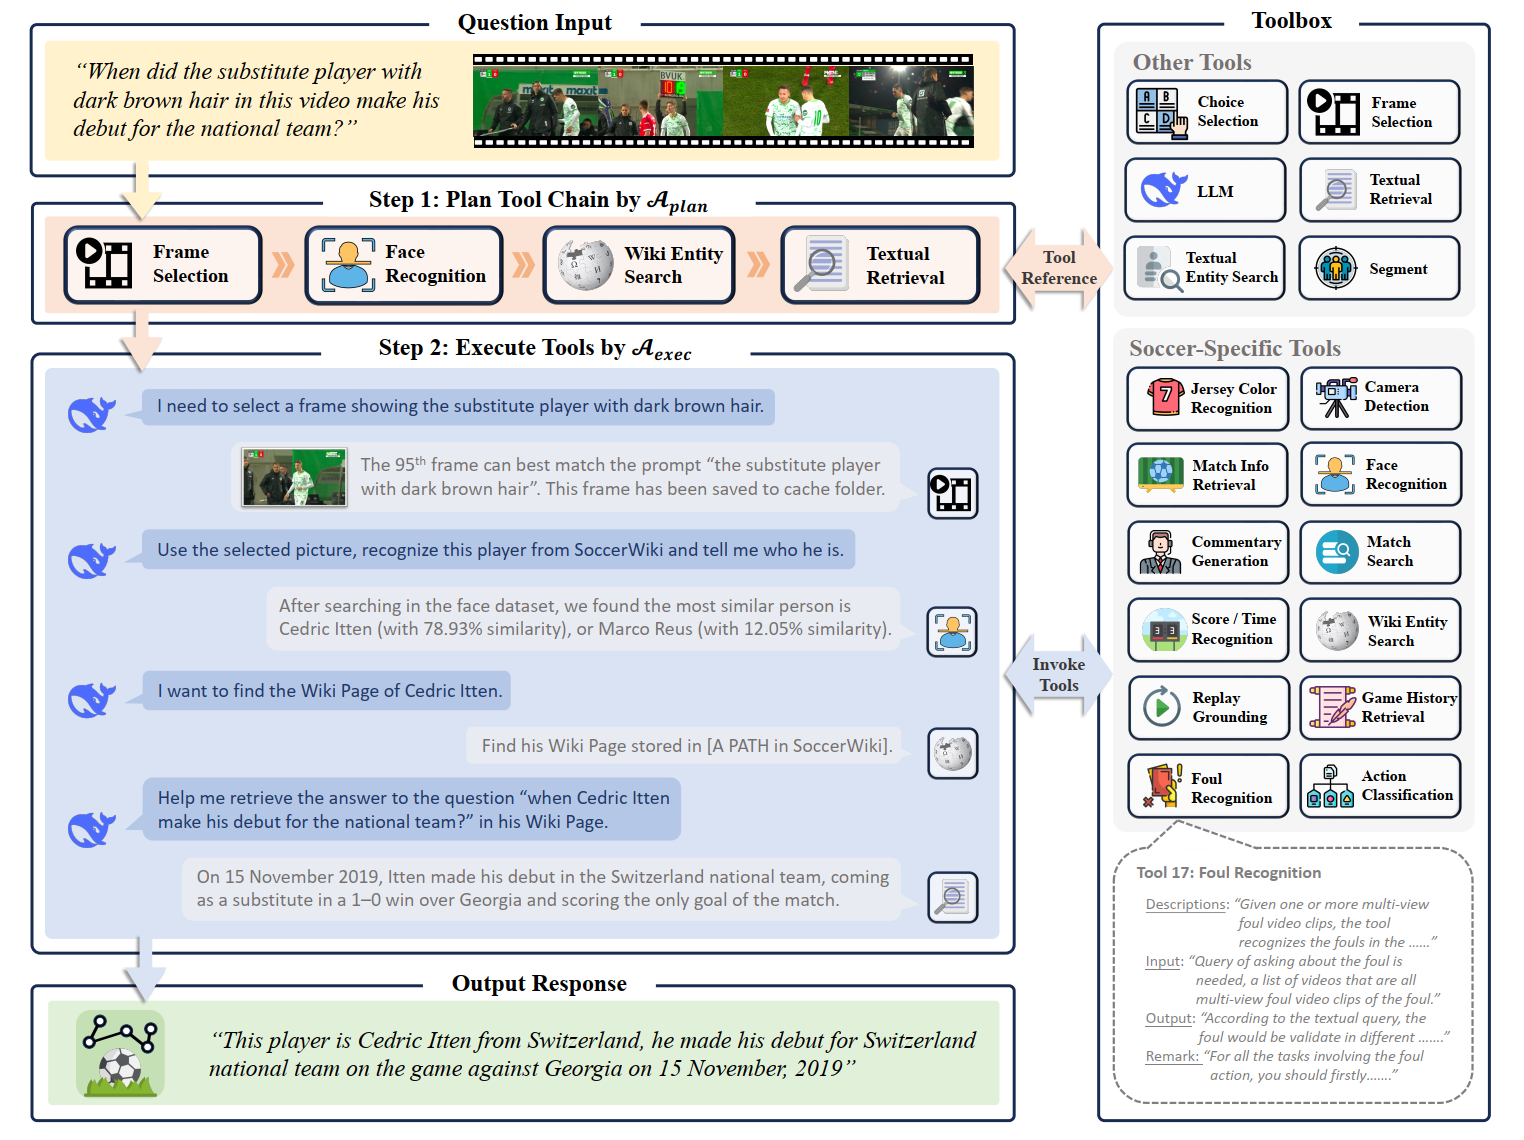 Question Input
“When did the substitute player with
dark brown hair in this video make his
debut for the national team?”
BVUK
10
Step 1: Plan Tool Chain by 𝓐plan
Frame
Selection
Face
Recognition
Wiki Entity
Search
Textual
Retrieval
Tool
Reference
Step 2: Execute Tools by 𝓐exec
I need to select a frame showing the substitute player with dark brown hair.
The 95th frame can best match the prompt “the substitute player
with dark brown hair”. This frame has been saved to cache folder.
Use the selected picture, recognize this player from SoccerWiki and tell me who he is.
After searching in the face dataset, we found the most similar person is
Cedric Itten (with 78.93% similarity), or Marco Reus (with 12.05% similarity).
I want to find the Wiki Page of Cedric Itten.
Find his Wiki Page stored in [A PATH in SoccerWiki].
Help me retrieve the answer to the question “when Cedric Itten
make his debut for the national team?” in his Wiki Page.
On 15 November 2019, Itten made his debut in the Switzerland national team, coming
as a substitute in a 1–0 win over Georgia and scoring the only goal of the match.
Invoke
Tools
Output Response
“This player is Cedric Itten from Switzerland, he made his debut for Switzerland
national team on the game against Georgia on 15 November, 2019”
Toolbox
Other Tools
A B
C D
Choice
Selection
Frame
Selection
LLM
Textual
Retrieval
Textual
Entity Search
Segment
Soccer-Specific Tools
7
Jersey Color
Recognition
Camera
Detection
Match Info
Retrieval
Face
Recognition
Commentary
Generation
Match
Search
3 3
Score / Time
Recognition
Wiki Entity
Search
Replay
Grounding
Game History
Retrieval
Foul
Recognition
Action
Classification
Tool 17: Foul Recognition
Descriptions: “Given one or more multi-view
foul video clips, the tool
recognizes the fouls in the ……”
Input: “Query of asking about the foul is
needed, a list of videos that are all
multi-view foul video clips of the foul.”
Output: “According to the textual query, the
foul would be validate in different …….”
Remark: “For all the tasks involving the foul
action, you should firstly…….”